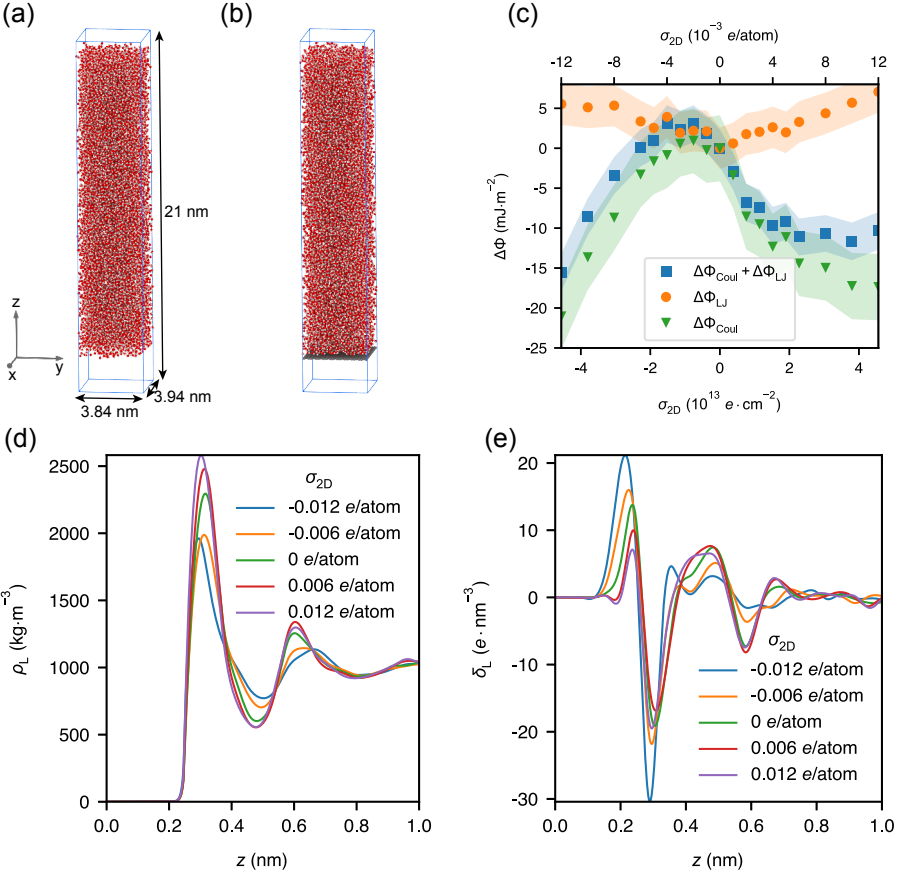 (a)
(b)
21 nm
z
x
y
3.84 nm
3.94 nm
(c)
σ2D (10⁻³ e/atom)
-12 -8 -4 0 4 8 12
5
0
-5
-10
-15
-20
-25
ΔΦ (mJ·m⁻²)
ΔΦCoul + ΔΦLJ
ΔΦLJ
ΔΦCoul
-4 -2 0 2 4
σ2D (10¹³ e·cm⁻²)
(d)
2500
2000
1500
1000
500
0
ρL (kg·m⁻³)
σ2D
-0.012 e/atom
-0.006 e/atom
0 e/atom
0.006 e/atom
0.012 e/atom
0.0 0.2 0.4 0.6 0.8 1.0
z (nm)
(e)
20
10
0
-10
-20
-30
δL (e·nm⁻³)
σ2D
-0.012 e/atom
-0.006 e/atom
0 e/atom
0.006 e/atom
0.012 e/atom
0.0 0.2 0.4 0.6 0.8 1.0
z (nm)